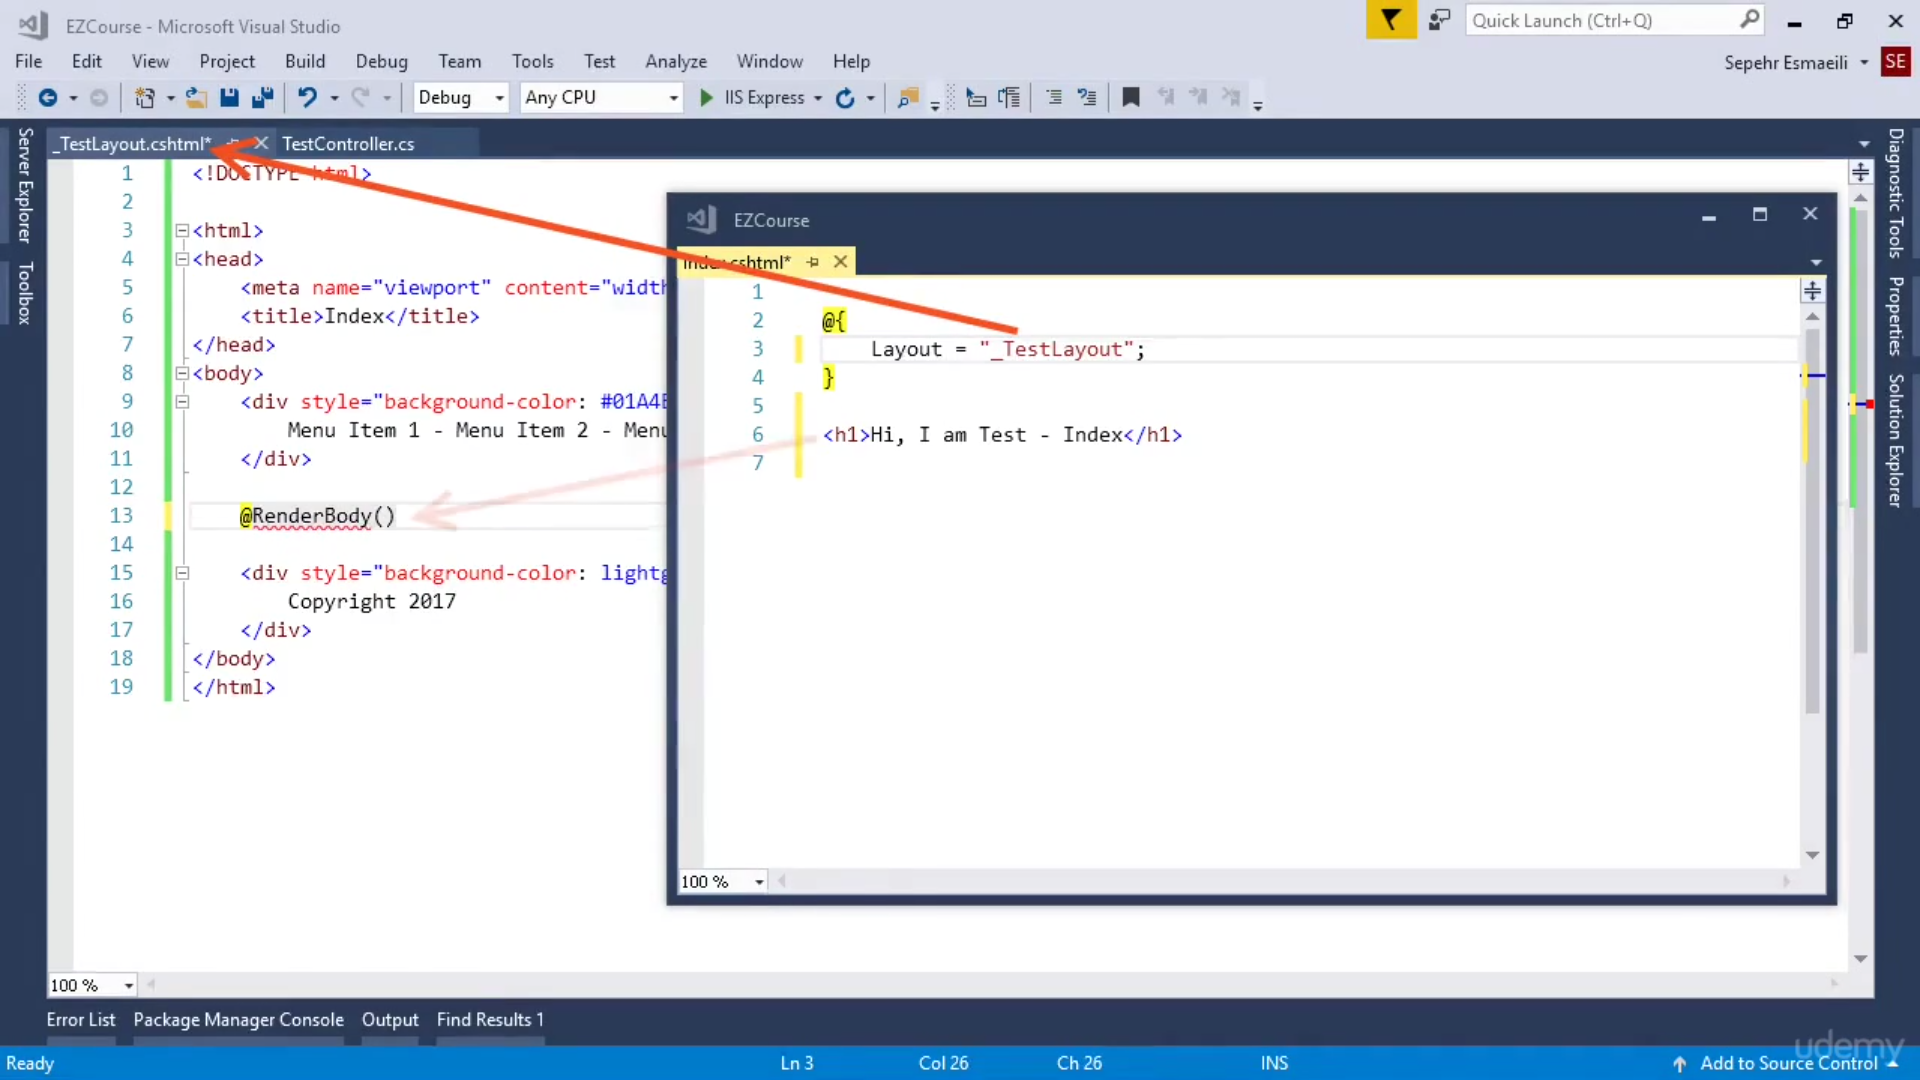 EZCourse - Microsoft Visual Studio
Quick Launch (Ctrl+Q)
File Edit View Project Build Debug Team Tools Test Analyze Window Help
Sepehr Esmaeili
SE
Debug Any CPU IIS Express
Server Explorer
Toolbox
_TestLayout.cshtml* TestController.cs
1 <!DOCTYPE html>
2
3 <html>
4 <head>
5 <meta name="viewport" content="width
6 <title>Index</title>
7 </head>
8 <body>
9 <div style="background-color: #01A4
10 Menu Item 1 - Menu Item 2 - Menu
11 </div>
12
13 @RenderBody()
14
15 <div style="background-color: lightg
16 Copyright 2017
17 </div>
18 </body>
19 </html>
100 %
EZCourse
Index.cshtml*
1
2 @{
3 Layout = "_TestLayout";
4 }
5
6 <h1>Hi, I am Test - Index</h1>
7
100 %
Diagnostic Tools
Properties
Solution Explorer
Error List Package Manager Console Output Find Results 1
udemy
Ready Ln 3 Col 26 Ch 26 INS Add to Source Control